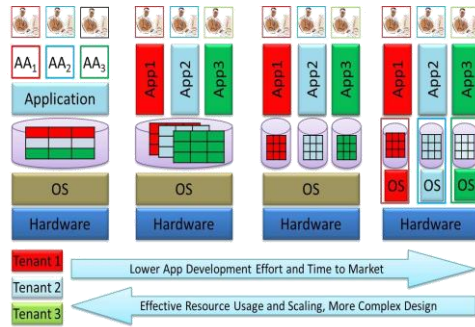 AA1 AA2 AA3
App1 App2 App3
App1 App2 App3
App1 App2 App3
Application
OS
OS
OS
OS OS OS
Hardware
Hardware
Hardware
Hardware
Tenant 1
Tenant 2
Tenant 3
Lower App Development Effort and Time to Market
Effective Resource Usage and Scaling, More Complex Design